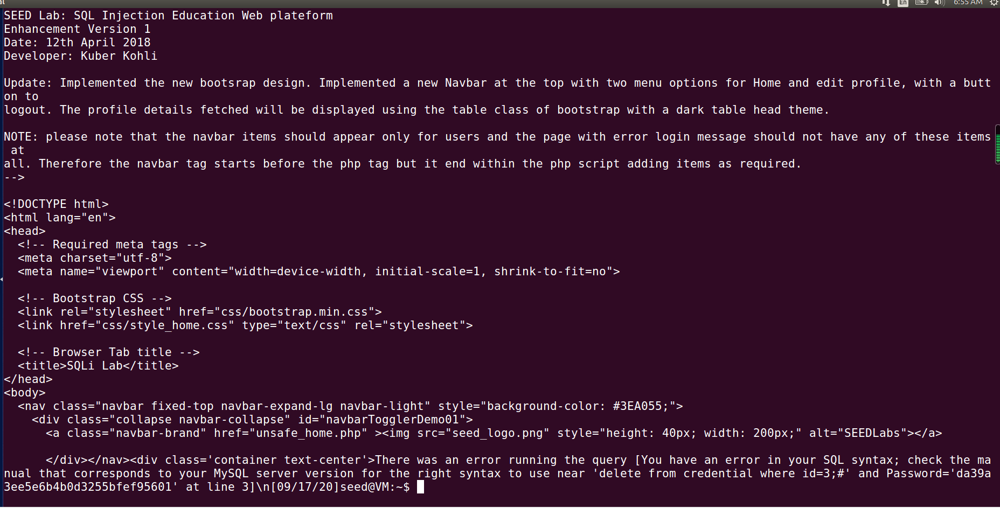 al En 6:55 AM
SEED Lab: SQL Injection Education Web plateform
Enhancement Version 1
Date: 12th April 2018
Developer: Kuber Kohli
Update: Implemented the new bootsrap design. Implemented a new Navbar at the top with two menu options for Home and edit profile, with a butt
on to
logout. The profile details fetched will be displayed using the table class of bootstrap with a dark table head theme.
NOTE: please note that the navbar items should appear only for users and the page with error login message should not have any of these items
 at
all. Therefore the navbar tag starts before the php tag but it end within the php script adding items as required.
-->
<!DOCTYPE html>
<html lang="en">
<head>
  <!-- Required meta tags -->
  <meta charset="utf-8">
  <meta name="viewport" content="width=device-width, initial-scale=1, shrink-to-fit=no">
  <!-- Bootstrap CSS -->
  <link rel="stylesheet" href="css/bootstrap.min.css">
  <link href="css/style_home.css" type="text/css" rel="stylesheet">
  <!-- Browser Tab title -->
  <title>SQLi Lab</title>
</head>
<body>
  <nav class="navbar fixed-top navbar-expand-lg navbar-light" style="background-color: #3EA055;">
    <div class="collapse navbar-collapse" id="navbarTogglerDemo01">
      <a class="navbar-brand" href="unsafe_home.php" ><img src="seed_logo.png" style="height: 40px; width: 200px;" alt="SEEDLabs"></a>
      </div></nav><div class='container text-center'>There was an error running the query [You have an error in your SQL syntax; check the ma
nual that corresponds to your MySQL server version for the right syntax to use near 'delete from credential where id=3;#' and Password='da39a
3ee5e6b4b0d3255bfef95601' at line 3]\n[09/17/20]seed@VM:~$